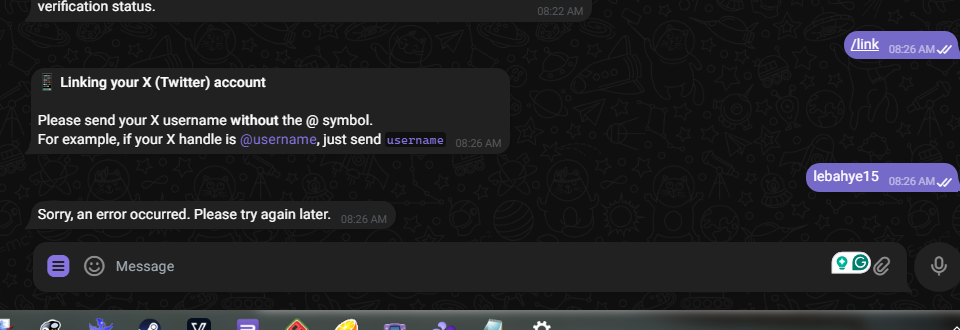 verification status.
08:22 AM
/link 08:26 AM
Linking your X (Twitter) account
Please send your X username without the @ symbol.
For example, if your X handle is @username, just send username 08:26 AM
lebahye15 08:26 AM
Sorry, an error occurred. Please try again later. 08:26 AM
Message